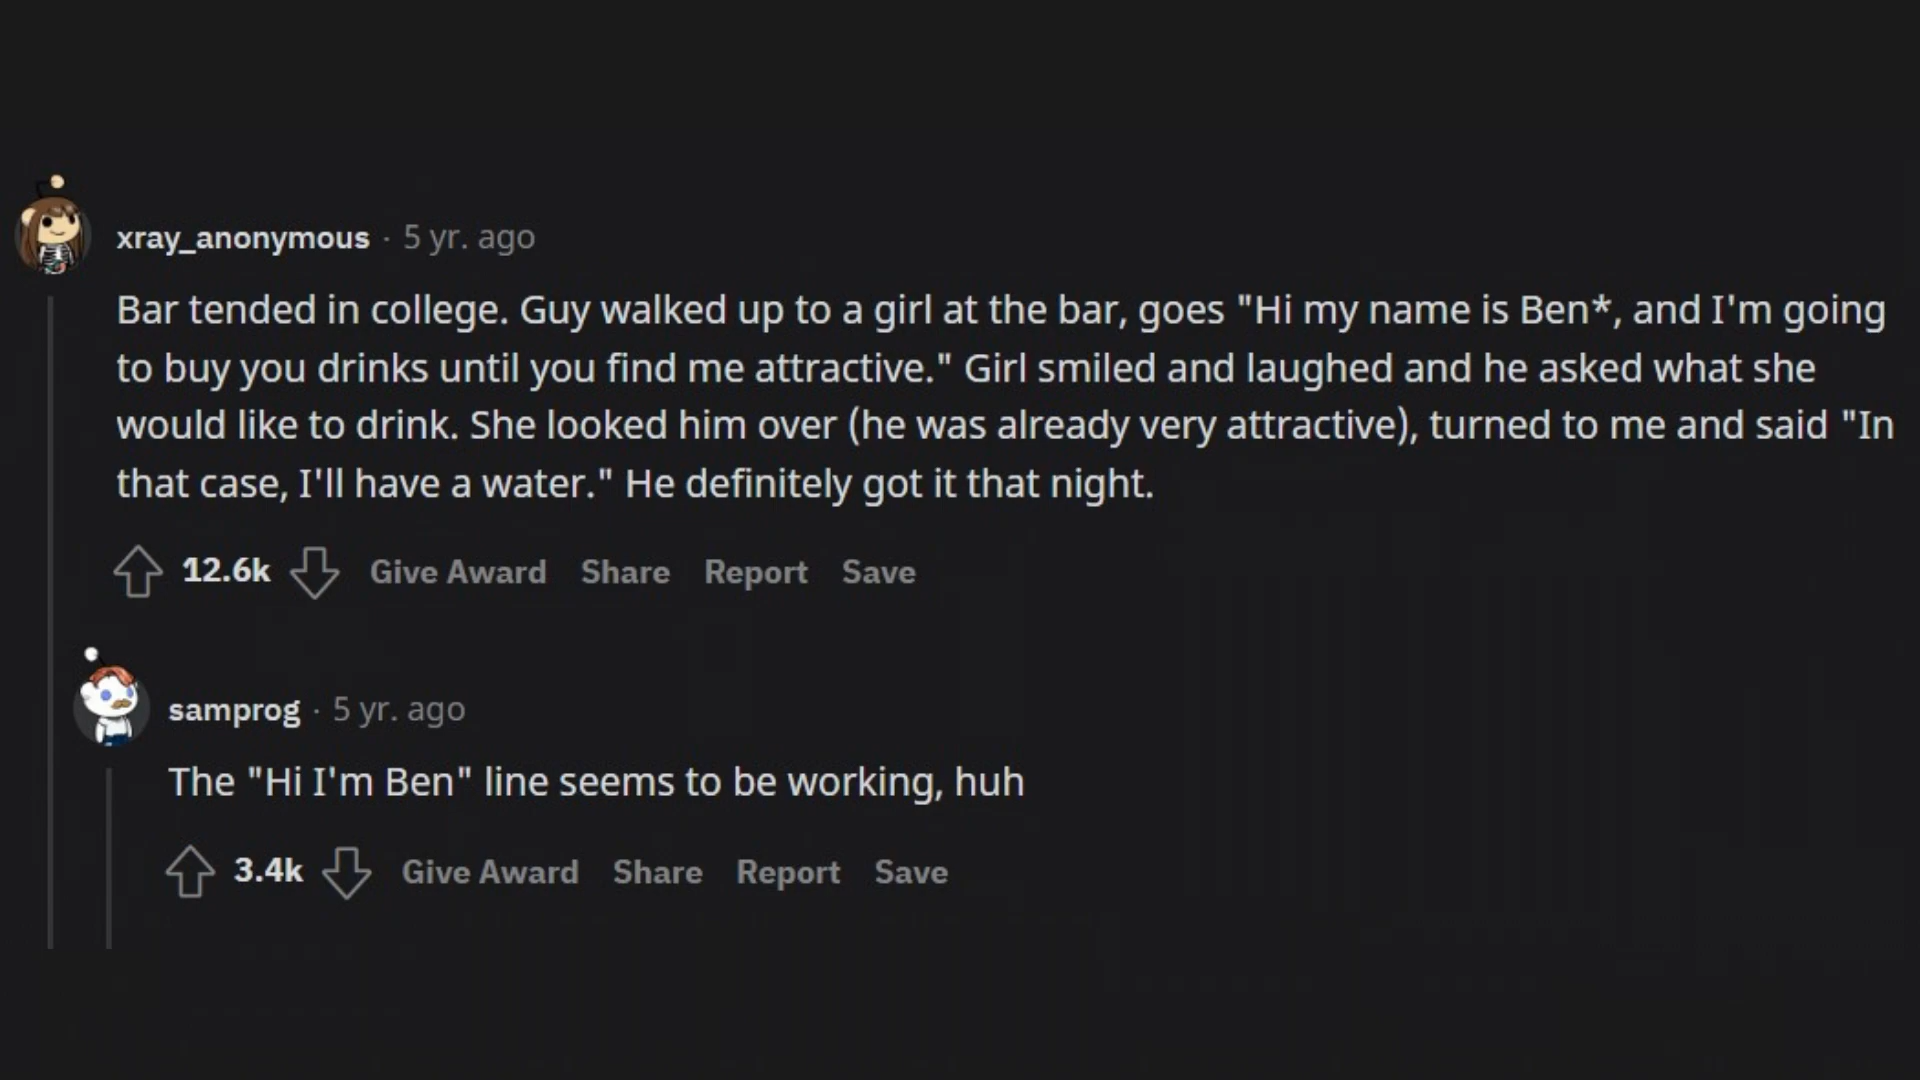 xray_anonymous · 5 yr. ago
Bar tended in college. Guy walked up to a girl at the bar, goes "Hi my name is Ben*, and I'm going
to buy you drinks until you find me attractive." Girl smiled and laughed and he asked what she
would like to drink. She looked him over (he was already very attractive), turned to me and said "In
that case, I'll have a water." He definitely got it that night.
12.6k Give Award Share Report Save
samprog · 5 yr. ago
The "Hi I'm Ben" line seems to be working, huh
3.4k Give Award Share Report Save